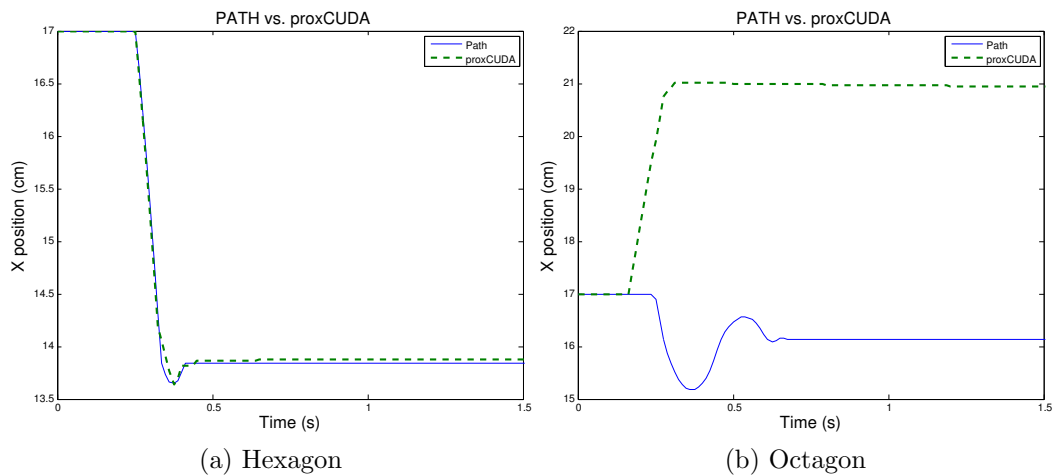 PATH vs. proxCUDA
17
16.5
16
15.5
15
14.5
14
13.5
X position (cm)
0
0.5
1
1.5
Time (s)
Path
proxCUDA
(a) Hexagon
PATH vs. proxCUDA
22
21
20
19
18
17
16
15
X position (cm)
0
0.5
1
1.5
Time (s)
Path
proxCUDA
(b) Octagon